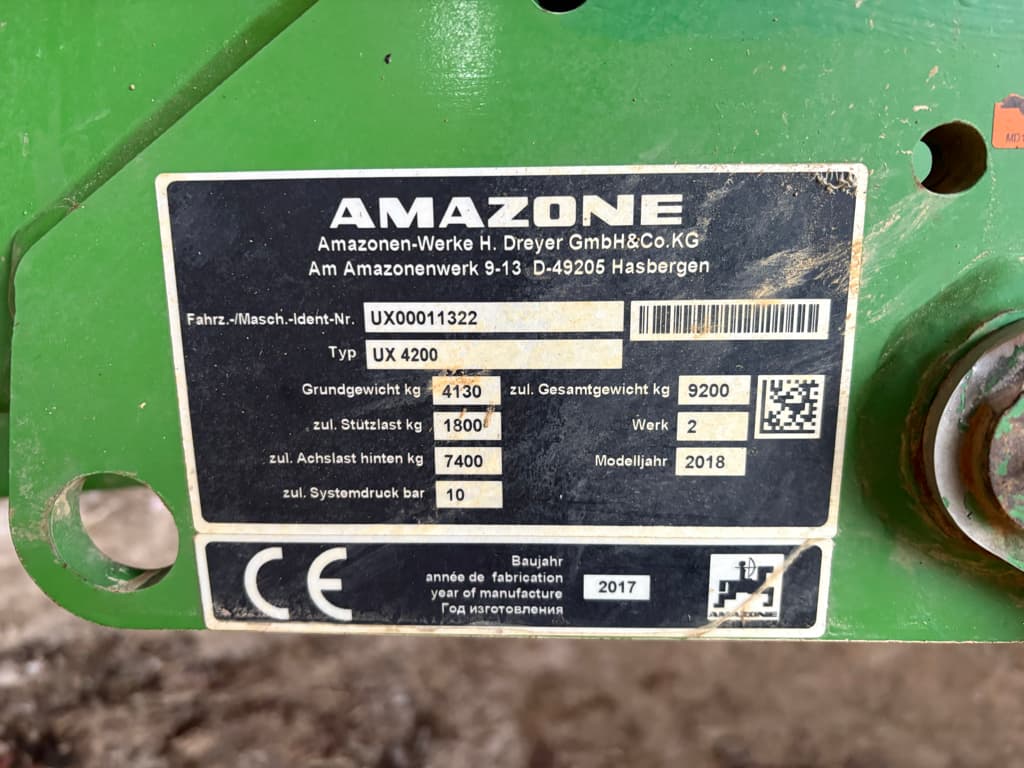 AMAZONE
Amazonen-Werke H. Dreyer GmbH&Co.KG
Am Amazonenwerk 9-13 D-49205 Hasbergen
Fahrz.-/Masch.-Ident-Nr. UX00011322
Typ UX 4200
Grundgewicht kg 4130 zul. Gesamtgewicht kg 9200
zul. Stützlast kg 1800 Werk 2
zul. Achslast hinten kg 7400 Modelljahr 2018
zul. Systemdruck bar 10
CE
Baujahr
année de fabrication
year of manufacture 2017
Год изготовления
AMAZONE